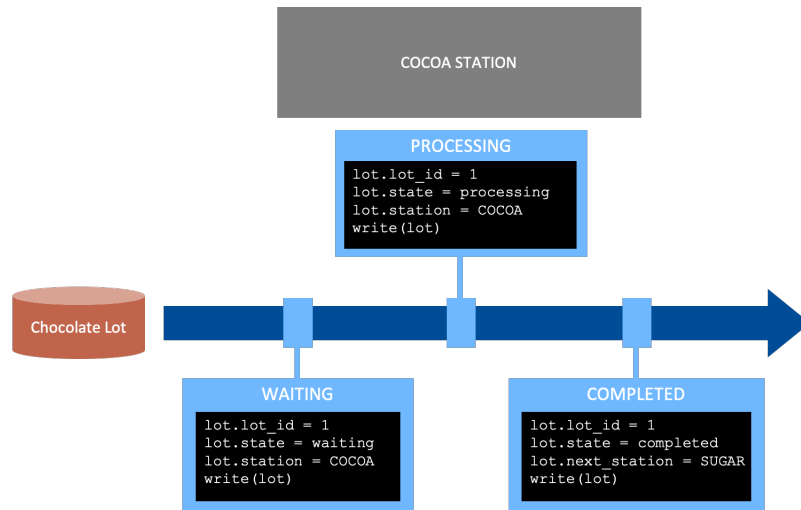 COCOA STATION
PROCESSING
lot.lot_id = 1
lot.state = processing
lot.station = COCOA
write(lot)
Chocolate Lot
WAITING
lot.lot_id = 1
lot.state = waiting
lot.station = COCOA
write(lot)
COMPLETED
lot.lot_id = 1
lot.state = completed
lot.next_station = SUGAR
write(lot)